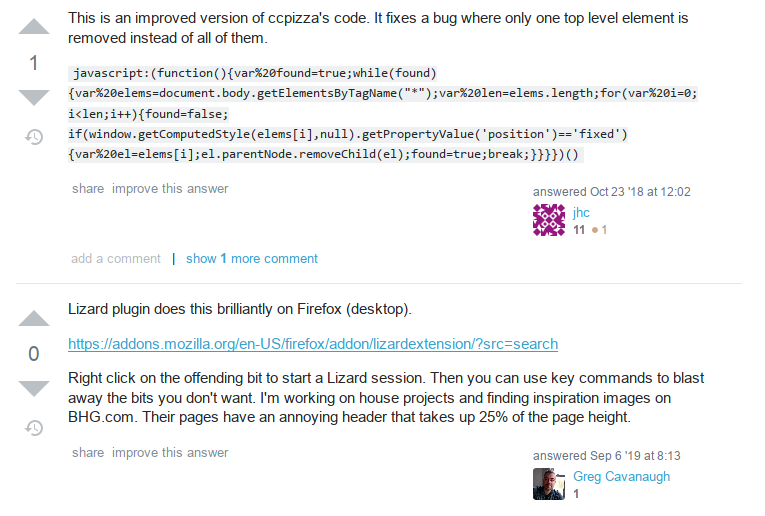 This is an improved version of ccpizza's code. It fixes a bug where only one top level element is
removed instead of all of them.
1
javascript:(function(){var%20found=true;while(found)
{var%20elems=document.body.getElementsByTagName("*");var%20len=elems.length;for(var%20i=0;
i<len;i++){found=false;
if(window.getComputedStyle(elems[i],null).getPropertyValue('position')=='fixed')
{var%20el=elems[i];el.parentNode.removeChild(el);found=true;break;}}}})()
share improve this answer
answered Oct 23 '18 at 12:02
jhc
11 ●1
add a comment | show 1 more comment
Lizard plugin does this brilliantly on Firefox (desktop).
0
https://addons.mozilla.org/en-US/firefox/addon/lizardextension/?src=search
Right click on the offending bit to start a Lizard session. Then you can use key commands to blast
away the bits you don't want. I'm working on house projects and finding inspiration images on
BHG.com. Their pages have an annoying header that takes up 25% of the page height.
share improve this answer
answered Sep 6 '19 at 8:13
Greg Cavanaugh
1